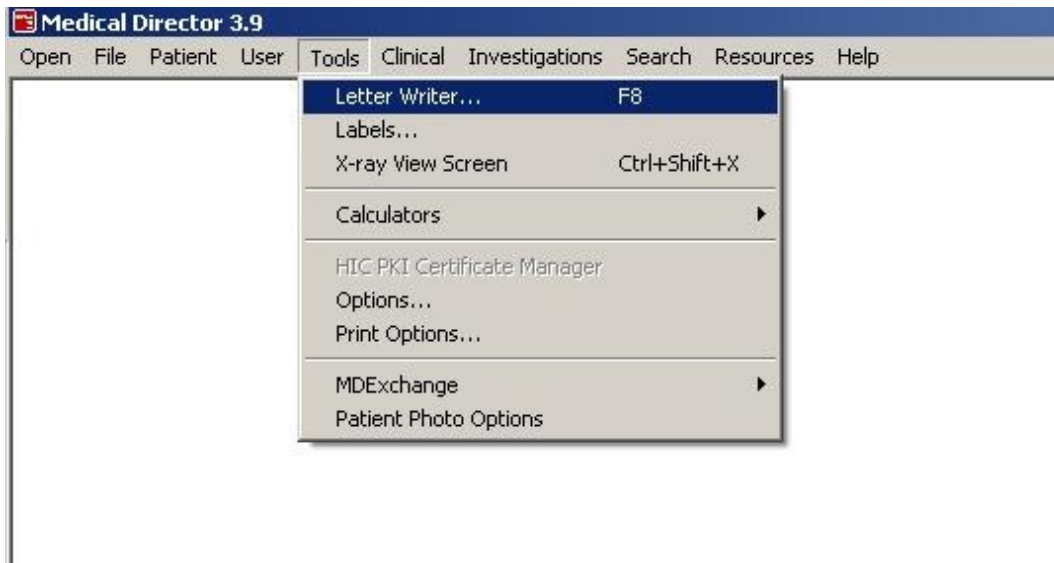 Medical Director 3.9
Open File Patient User Tools Clinical Investigations Search Resources Help
Letter Writer... F8
Labels...
X-ray View Screen Ctrl+Shift+X
Calculators
HIC PKI Certificate Manager
Options...
Print Options...
MDExchange
Patient Photo Options